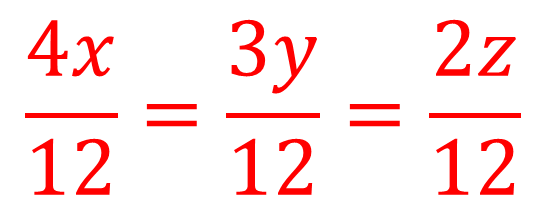 4x/12 = 3y/12 = 2z/12